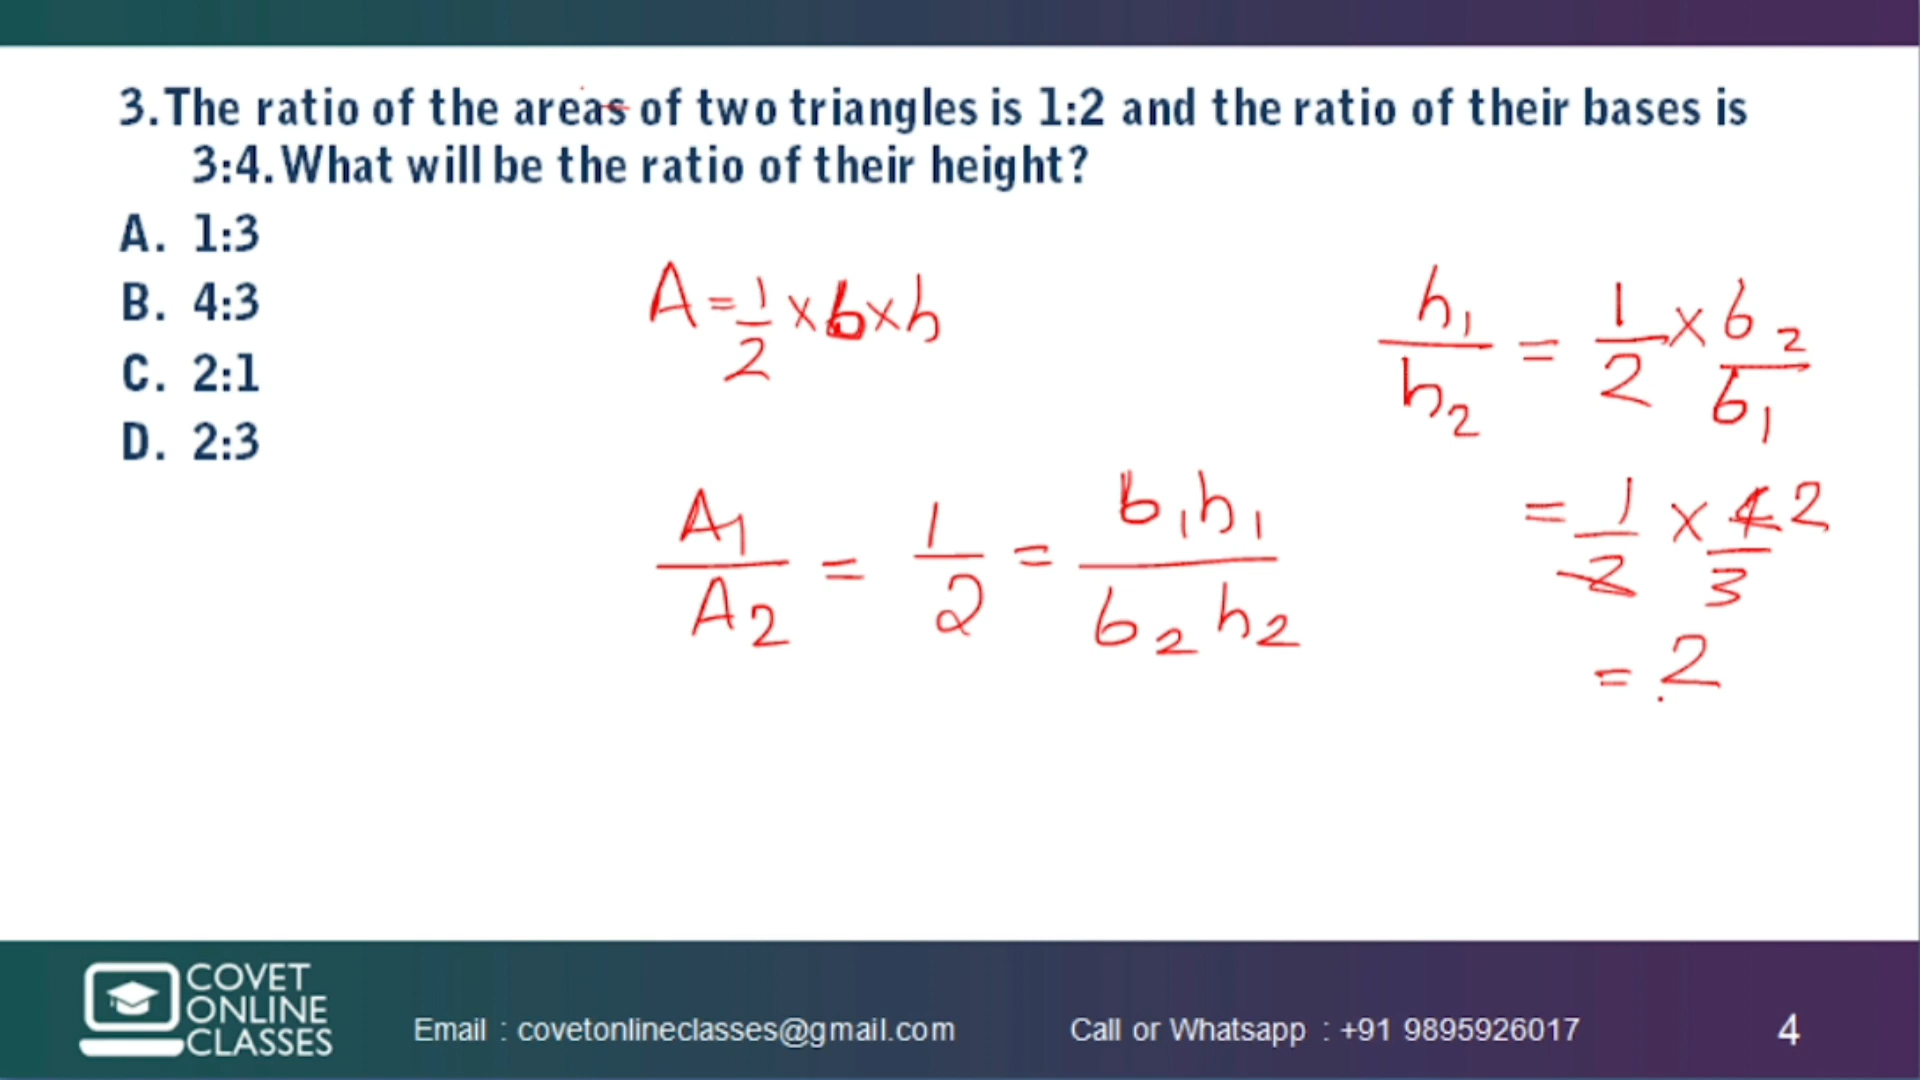 3. The ratio of the areas of two triangles is 1:2 and the ratio of their bases is
3:4. What will be the ratio of their height?
A. 1:3
B. 4:3
C. 2:1
D. 2:3
A = 1/2 × b × h
A1/A2 = 1/2 = b1h1/b2h2
h1/h2 = 1/2 × b2/b1
= 1/2 × 4 2/3
= 2
COVET
ONLINE
CLASSES
Email : covetonlineclasses@gmail.com
Call or Whatsapp : +91 9895926017
4